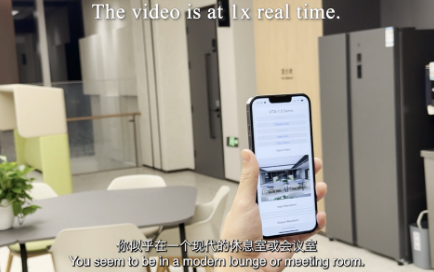 The video is at 1x real time.
你似乎在一个现代的休息室或会议室
You seem to be in a modern lounge or meeting room.